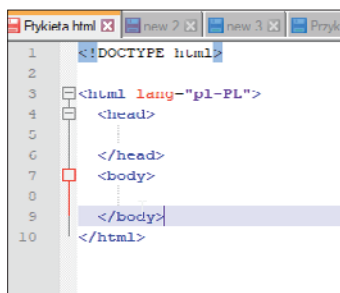 Etykieta html new 2 new 3 Przyk
1 <!DOCTYPE html>
2
3 <html lang="pl-PL">
4 <head>
5
6 </head>
7 <body>
8
9 </body>
10 </html>